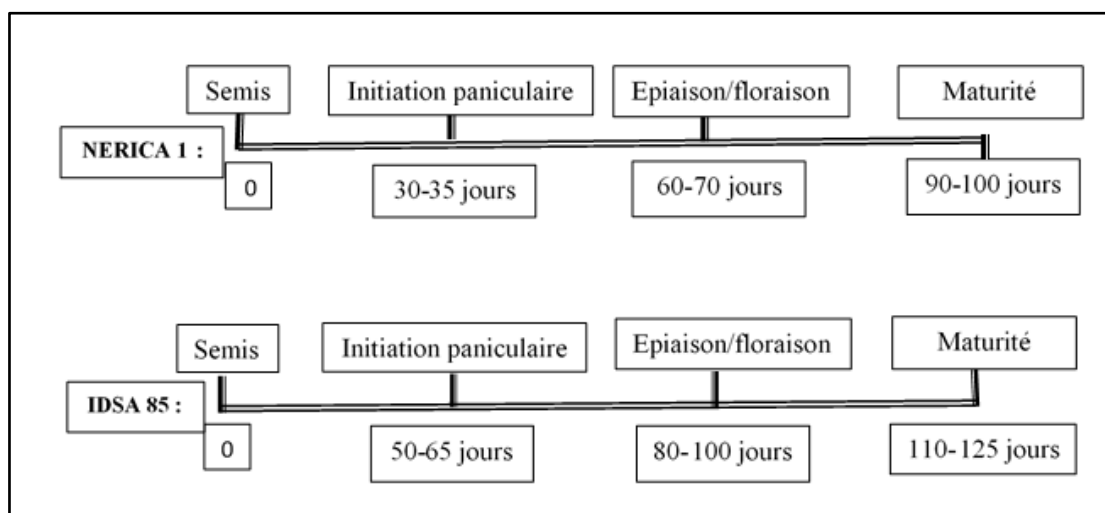 Semis Initiation paniculaire Epiaison/floraison Maturité
NERICA 1 :
0 30-35 jours 60-70 jours 90-100 jours
Semis Initiation paniculaire Epiaison/floraison Maturité
IDSA 85 :
0 50-65 jours 80-100 jours 110-125 jours